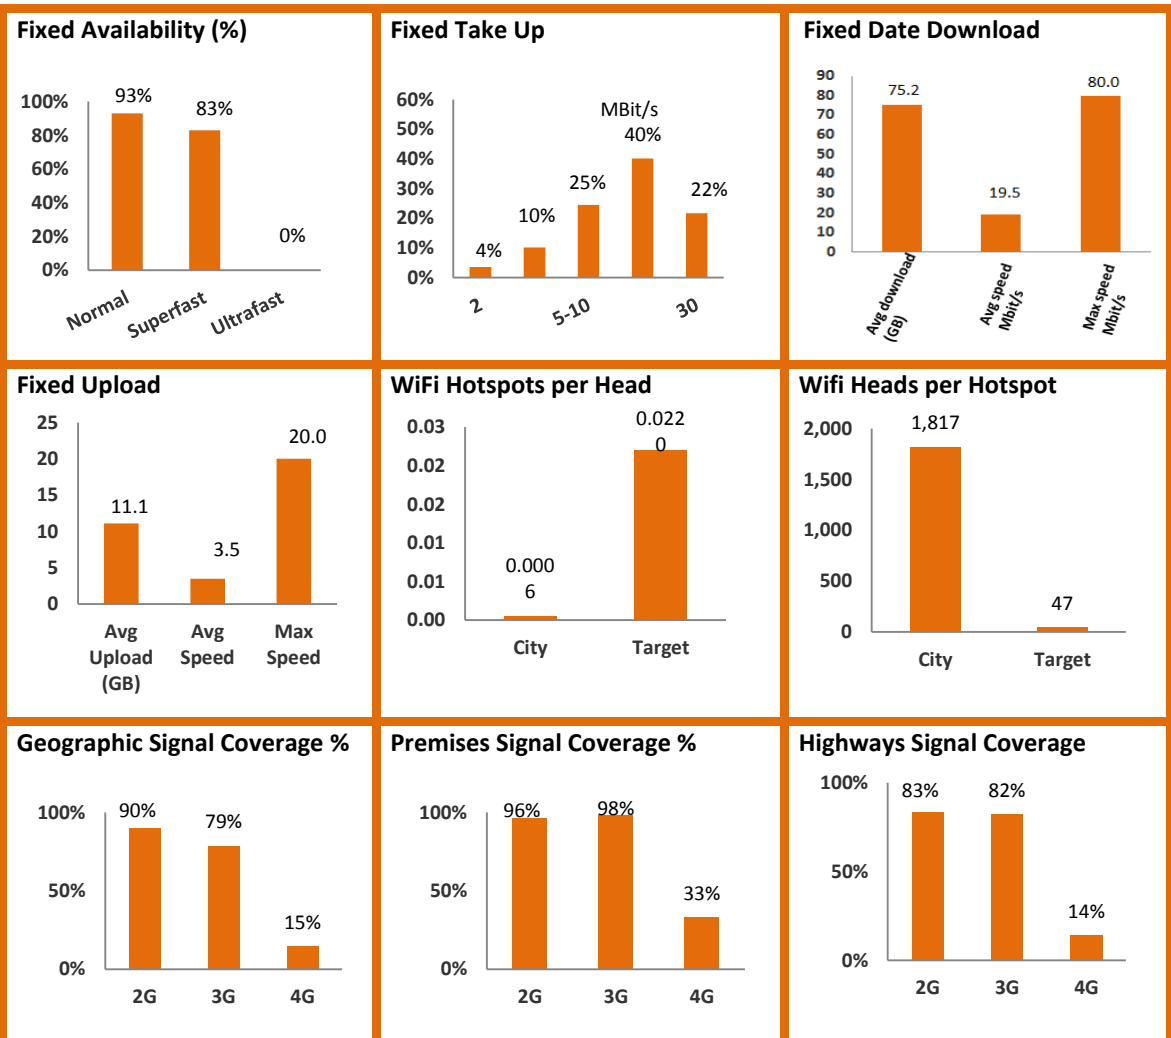 Fixed Availability (%)
100%
80%
60%
40%
20%
0%
93%
83%
0%
Normal
Superfast
Ultrafast
Fixed Take Up
60%
50%
40%
30%
20%
10%
0%
MBit/s
4%
10%
25%
40%
22%
2
5-10
30
Fixed Date Download
90
80
70
60
50
40
30
20
10
0
75.2
19.5
80.0
Avg download
(GB)
Avg speed
Mbit/s
Max speed
Mbit/s
Fixed Upload
25
20
15
10
5
0
11.1
3.5
20.0
Avg
Upload
(GB)
Avg
Speed
Max
Speed
WiFi Hotspots per Head
0.03
0.02
0.02
0.01
0.01
0.00
0.000
6
0.022
0
City
Target
Wifi Heads per Hotspot
2,000
1,500
1,000
500
0
1,817
47
City
Target
Geographic Signal Coverage %
100%
50%
0%
90%
79%
15%
2G
3G
4G
Premises Signal Coverage %
100%
50%
0%
96%
98%
33%
2G
3G
4G
Highways Signal Coverage
100%
50%
0%
83%
82%
14%
2G
3G
4G